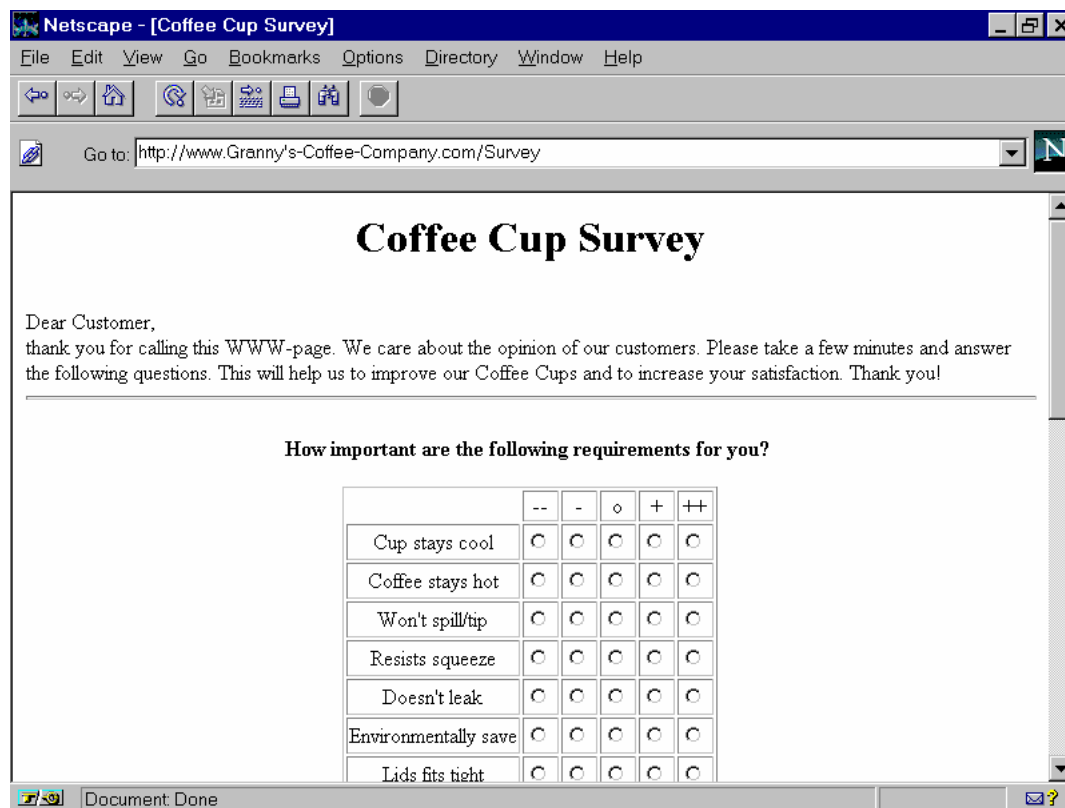 Netscape - [Coffee Cup Survey]
File Edit View Go Bookmarks Options Directory Window Help
Go to: http://www.Granny's-Coffee-Company.com/Survey
N
Coffee Cup Survey
Dear Customer,
thank you for calling this WWW-page. We care about the opinion of our customers. Please take a few minutes and answer
the following questions. This will help us to improve our Coffee Cups and to increase your satisfaction. Thank you!
How important are the following requirements for you?
-- - o + ++
Cup stays cool
Coffee stays hot
Won't spill/tip
Resists squeeze
Doesn't leak
Environmentally save
Lids fits tight
Document: Done
?